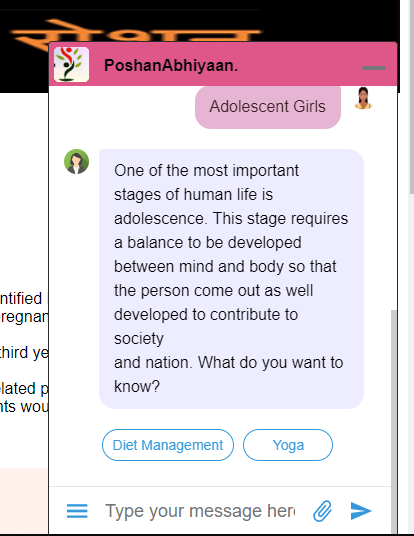 PoshanAbhiyaan.
Adolescent Girls
One of the most important
stages of human life is
adolescence. This stage requires
a balance to be developed
between mind and body so that
the person come out as well
developed to contribute to
society
and nation. What do you want to
know?
Diet Management
Yoga
Type your message her
ntified
regnan
third ye
elated p
nts wou